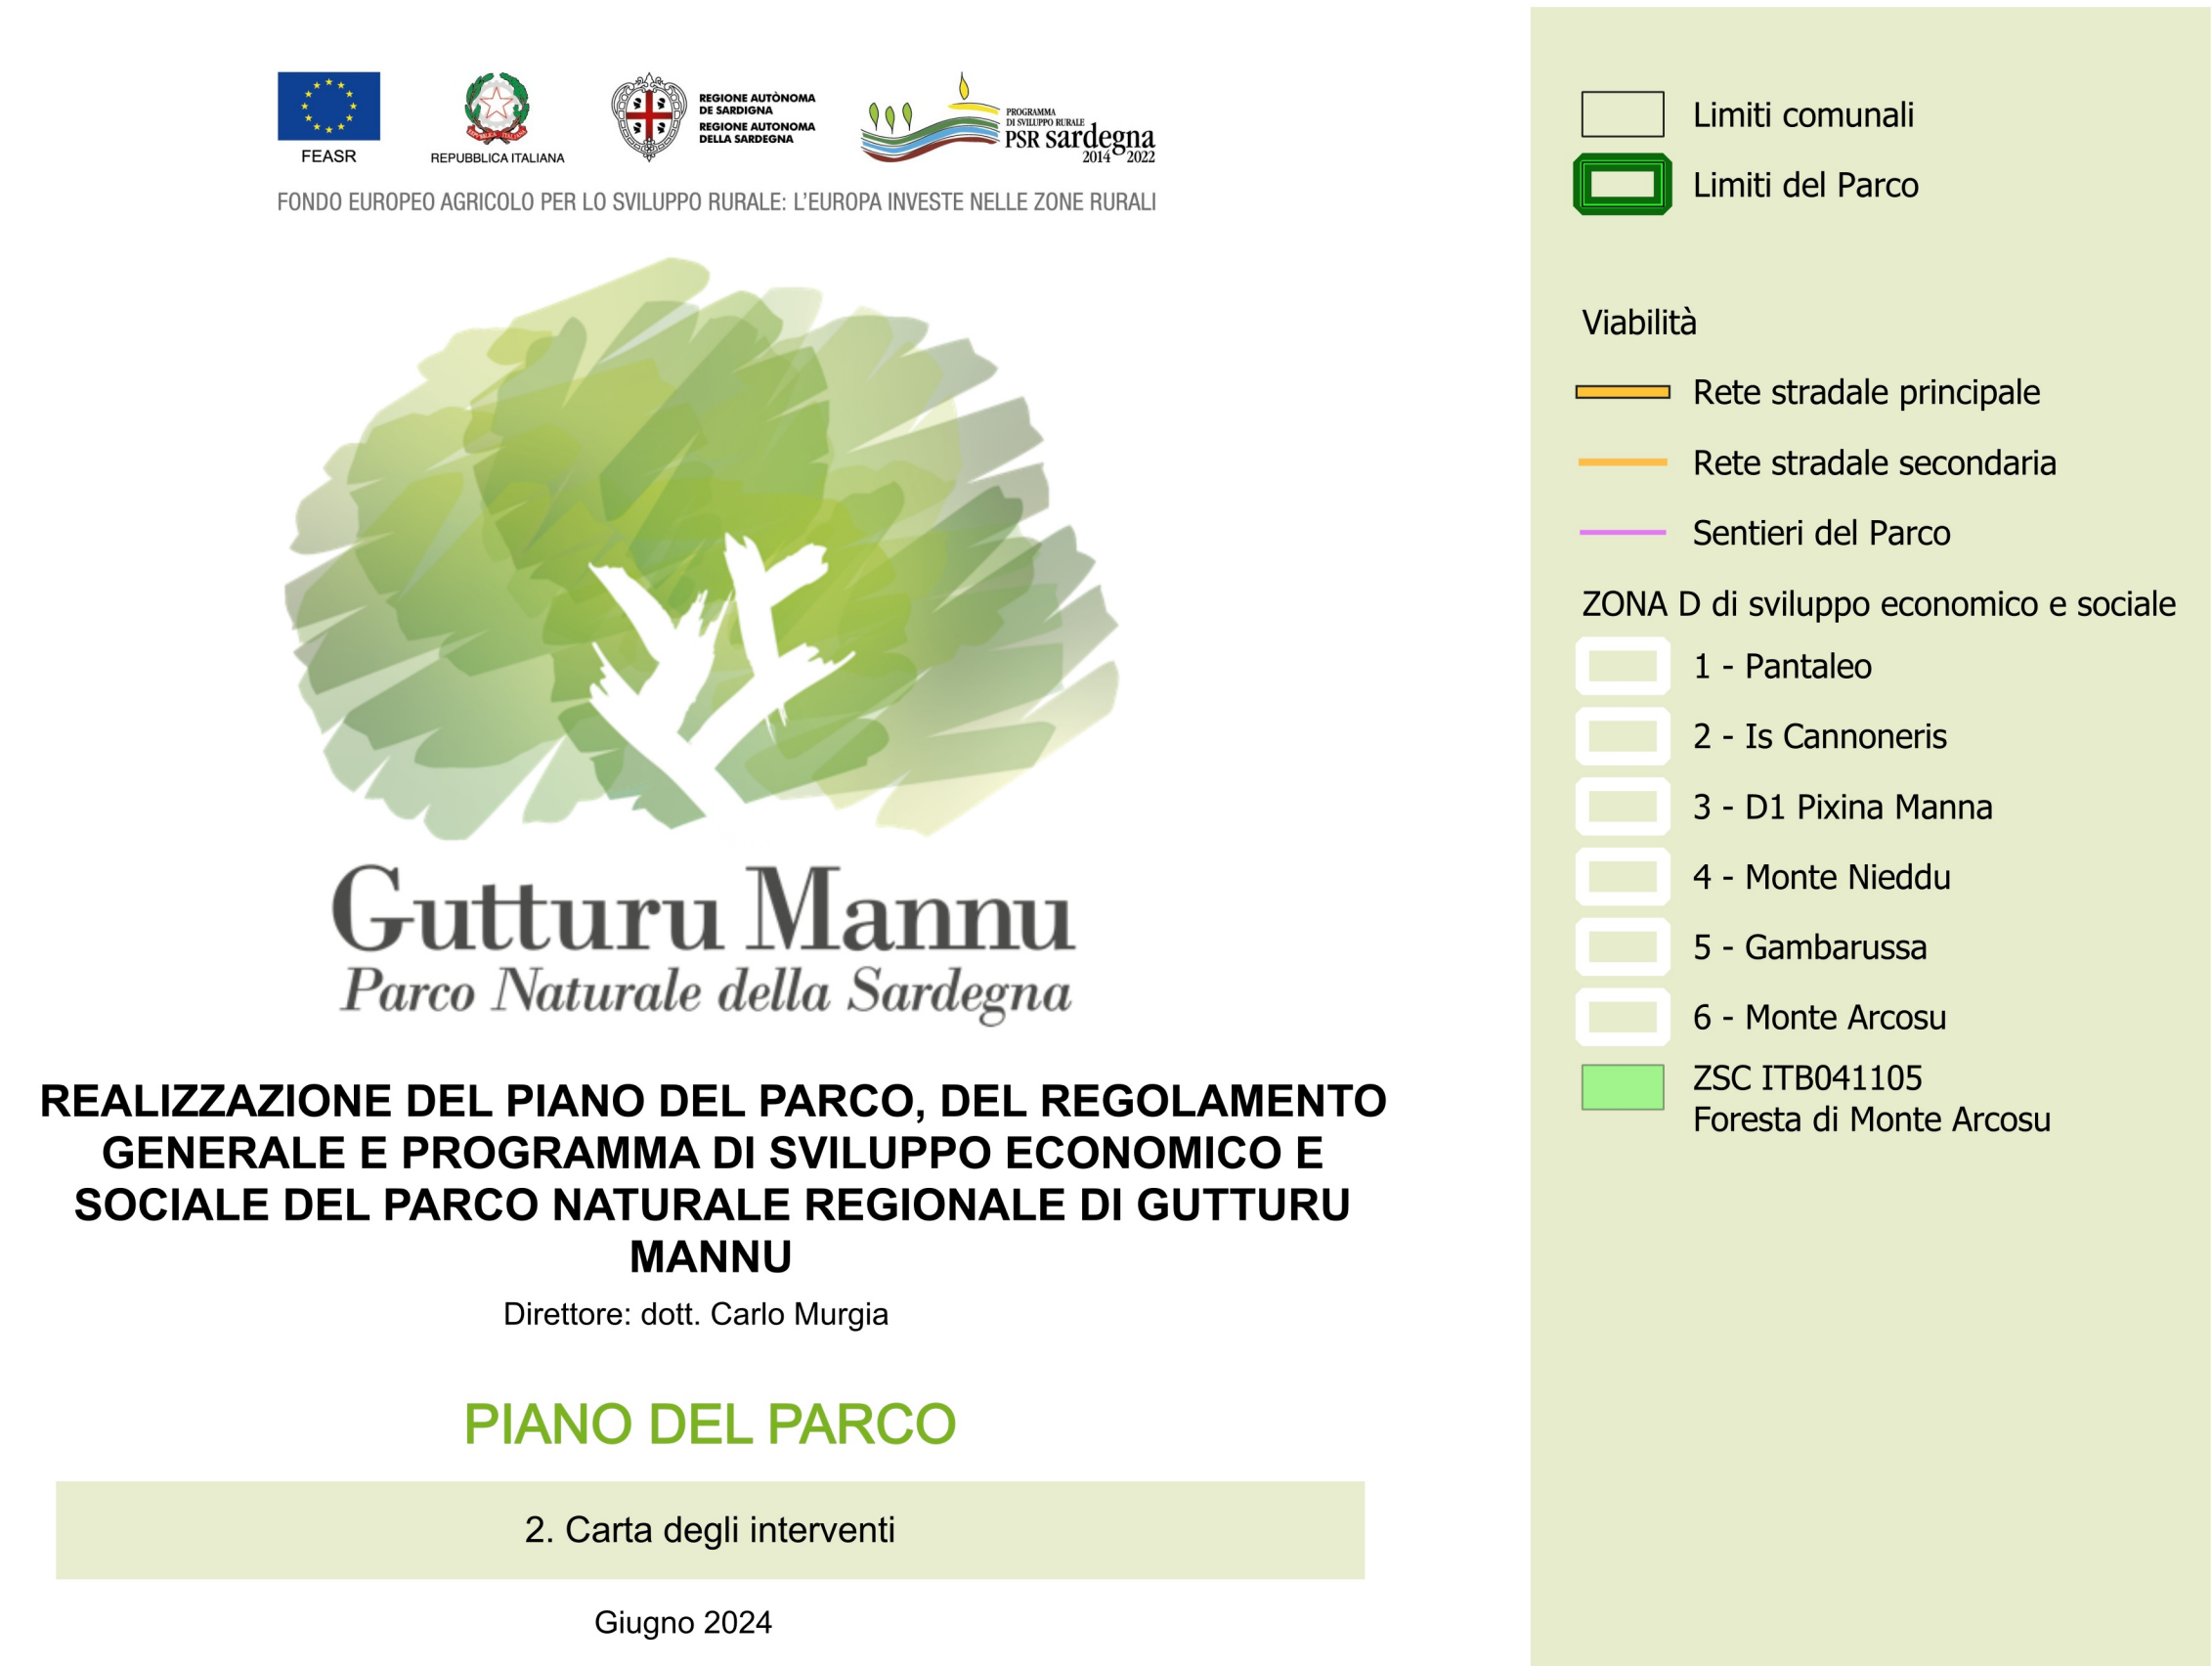 FEASR
REPUBBLICA ITALIANA
REGIONE AUTÒNOMA
DE SARDIGNA
REGIONE AUTONOMA
DELLA SARDEGNA
PROGRAMMA
DI SVILUPPO RURALE
PSR sardegna
2014 2022
FONDO EUROPEO AGRICOLO PER LO SVILUPPO RURALE: L'EUROPA INVESTE NELLE ZONE RURALI
Gutturu Mannu
Parco Naturale della Sardegna
REALIZZAZIONE DEL PIANO DEL PARCO, DEL REGOLAMENTO
GENERALE E PROGRAMMA DI SVILUPPO ECONOMICO E
SOCIALE DEL PARCO NATURALE REGIONALE DI GUTTURU
MANNU
Direttore: dott. Carlo Murgia
PIANO DEL PARCO
2. Carta degli interventi
Giugno 2024
Limiti comunali
Limiti del Parco
Viabilità
Rete stradale principale
Rete stradale secondaria
Sentieri del Parco
ZONA D di sviluppo economico e sociale
1 - Pantaleo
2 - Is Cannoneris
3 - D1 Pixina Manna
4 - Monte Nieddu
5 - Gambarussa
6 - Monte Arcosu
ZSC ITB041105
Foresta di Monte Arcosu